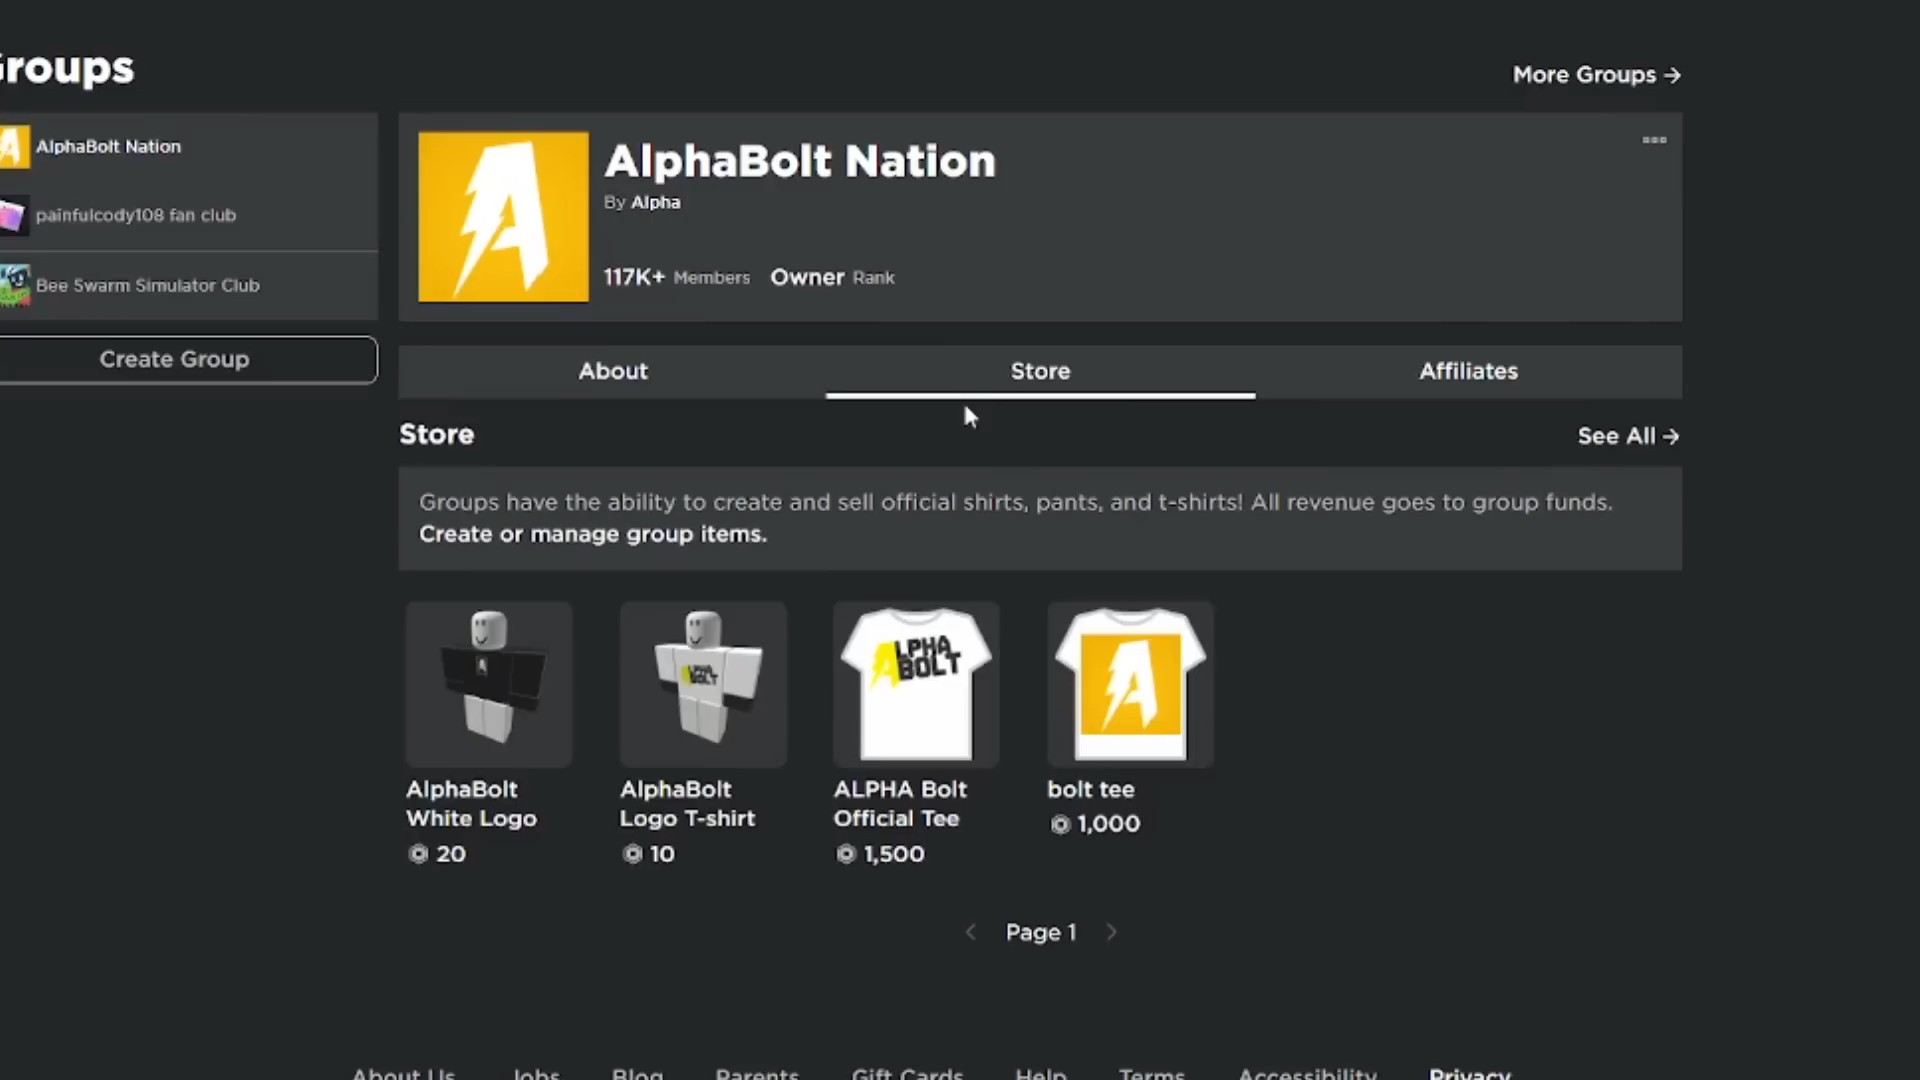 Groups
More Groups →
AlphaBolt Nation
painfulcody108 fan club
Bee Swarm Simulator Club
Create Group
AlphaBolt Nation
By Alpha
117K+ Members Owner Rank
About Store Affiliates
Store
See All →
Groups have the ability to create and sell official shirts, pants, and t-shirts! All revenue goes to group funds.
Create or manage group items.
LPHA
BOLT
LPHA
BOLT
AlphaBolt
White Logo
20
AlphaBolt
Logo T-shirt
10
ALPHA Bolt
Official Tee
1,500
bolt tee
1,000
Page 1
About Us Jobs Blog Parents Gift Cards Help Terms Accessibility Privacy